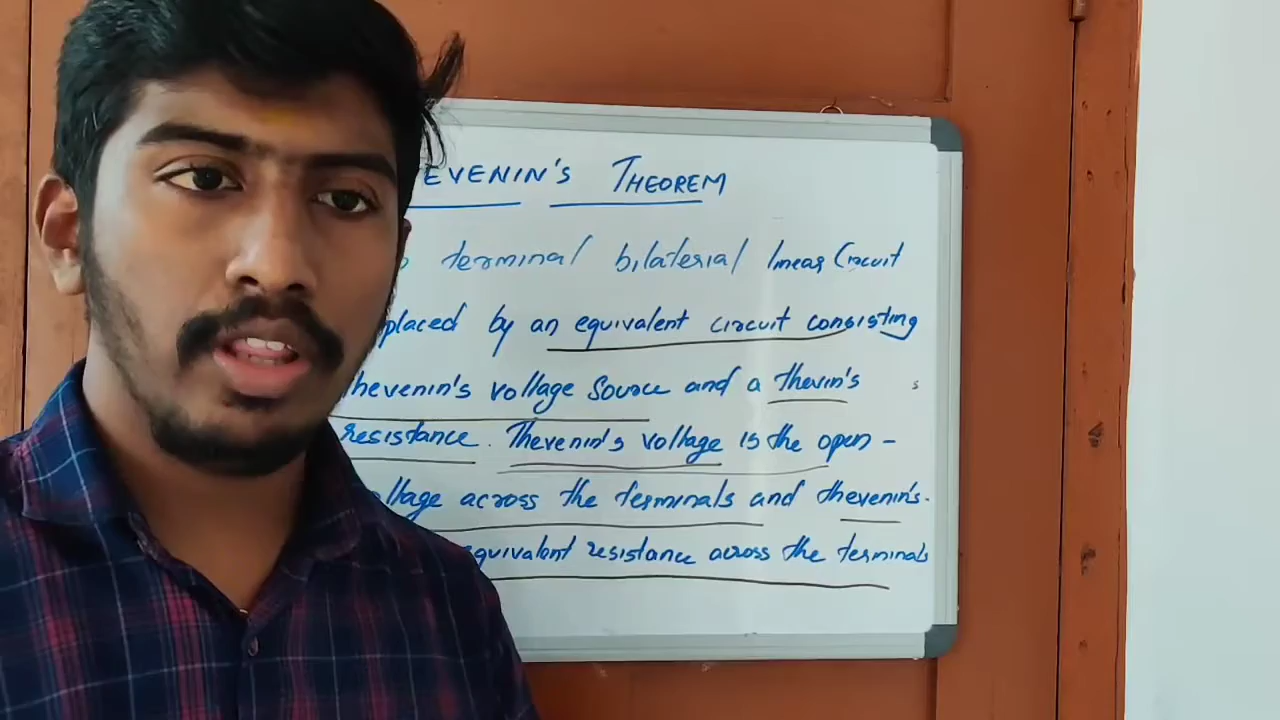 EVENIN'S THEOREM
terminal bilaterial linear Circuit
placed by an equivalent circuit consisting
hevenin's voltage source and a thevin's
resistance. Thevenin's voltage is the open-
ltage across the terminals and thevenin's.
equivalent resistance across the terminals